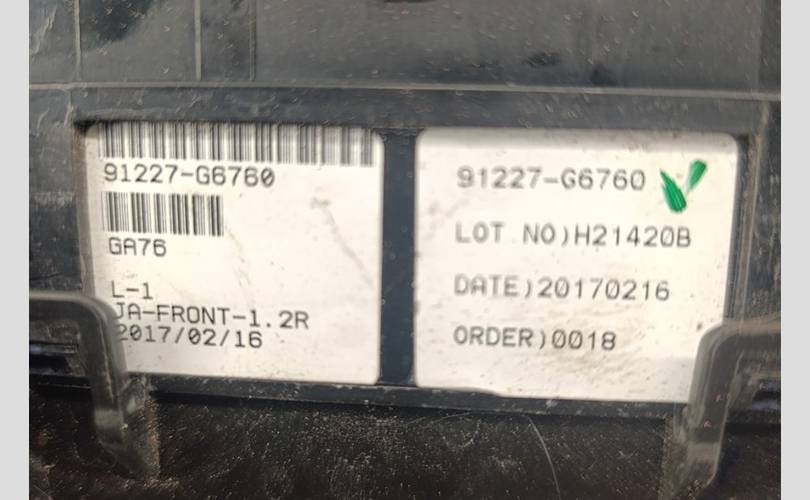 91227-G6760
GA76
L-1
JA-FRONT-1.2R
2017/02/16
91227-G6760
LOT NO)H21420B
DATE)20170216
ORDER)0018